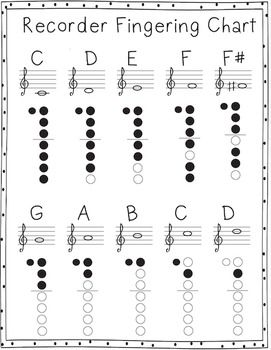 Recorder Fingering Chart
C D E F F#
G A B C D